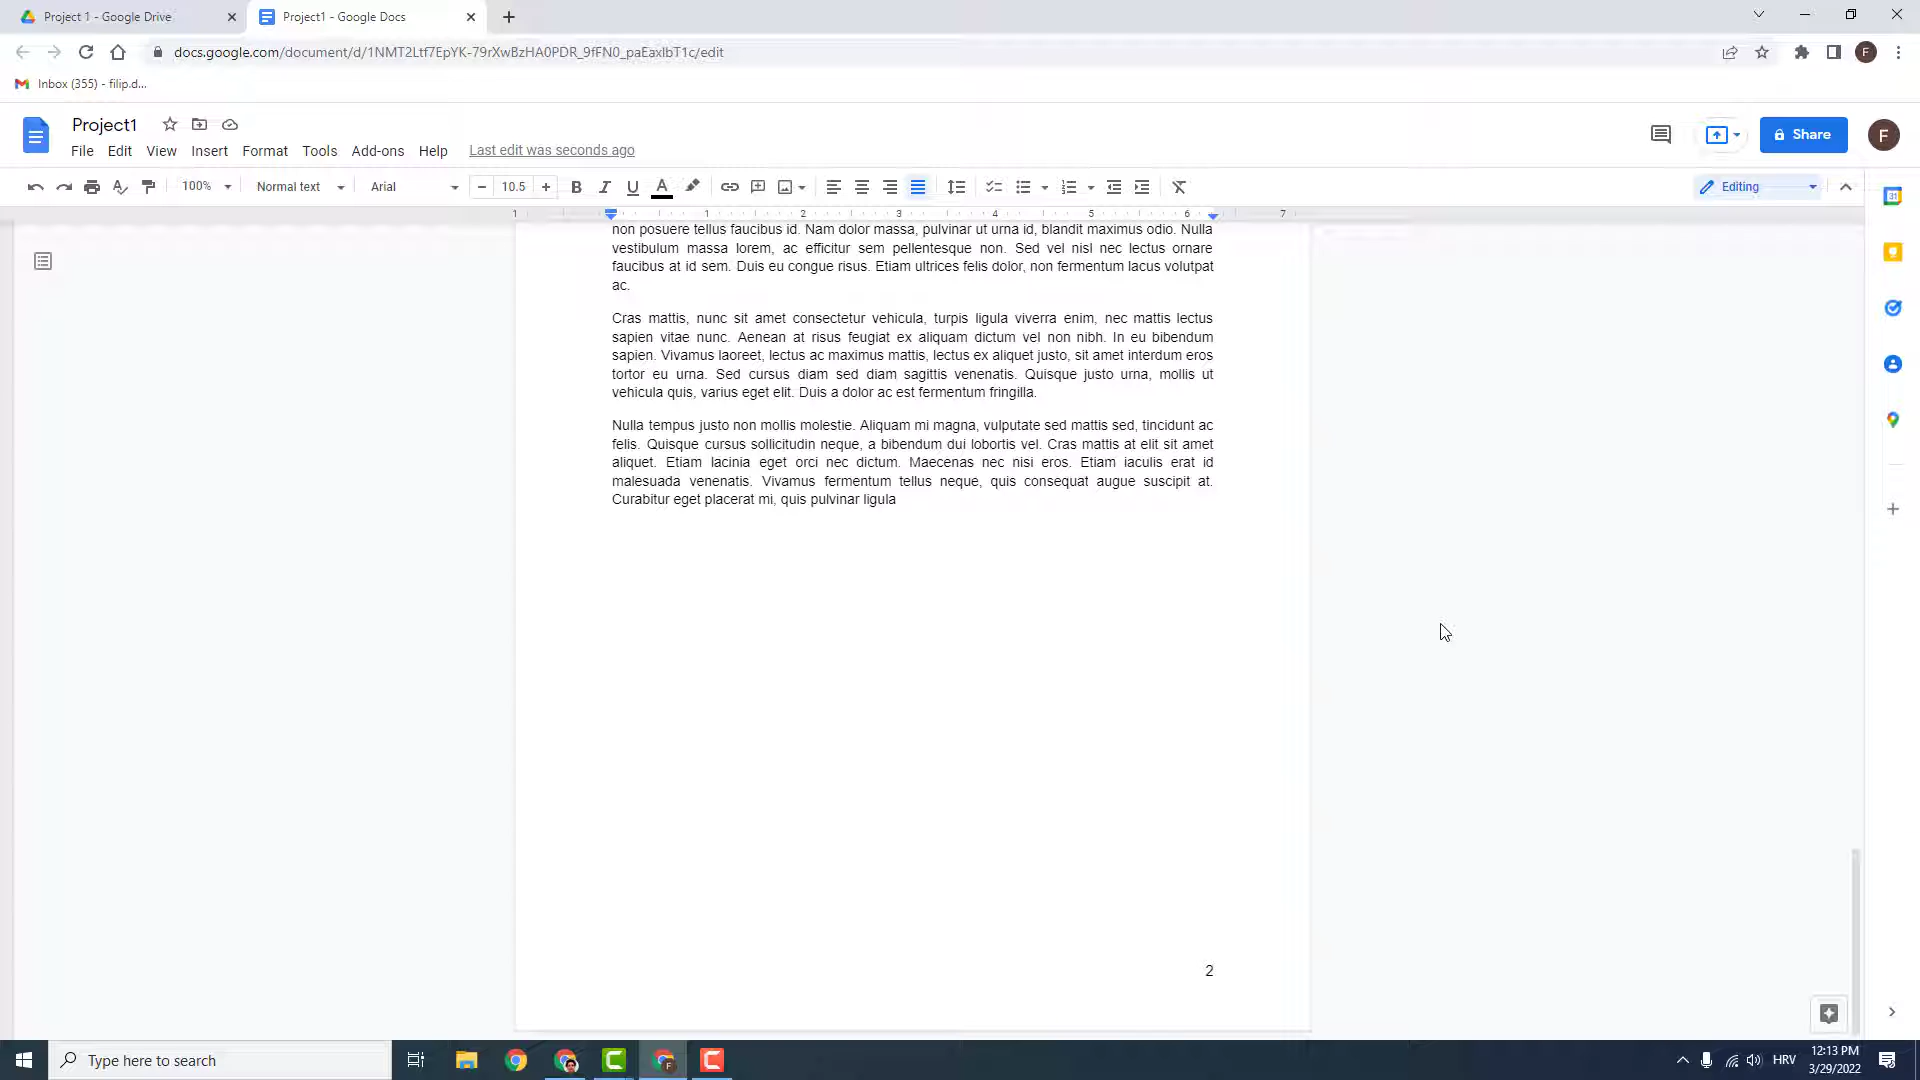 Project 1 - Google Drive
Project1 - Google Docs
docs.google.com/document/d/1NMT2Ltf7EpYK-79rXwBzHA0PDR_9fFN0_paEaxIbT1c/edit
F
Inbox (355) - filip.d...
Project1
Share
F
File Edit View Insert Format Tools Add-ons Help Last edit was seconds ago
100% Normal text Arial 10.5 B I U A Editing
1 1 2 3 4 5 6 7
31
non posuere tellus faucibus id. Nam dolor massa, pulvinar ut urna id, blandit maximus odio. Nulla
vestibulum massa lorem, ac efficitur sem pellentesque non. Sed vel nisl nec lectus ornare
faucibus at id sem. Duis eu congue risus. Etiam ultrices felis dolor, non fermentum lacus volutpat
ac.
Cras mattis, nunc sit amet consectetur vehicula, turpis ligula viverra enim, nec mattis lectus
sapien vitae nunc. Aenean at risus feugiat ex aliquam dictum vel non nibh. In eu bibendum
sapien. Vivamus laoreet, lectus ac maximus mattis, lectus ex aliquet justo, sit amet interdum eros
tortor eu urna. Sed cursus diam sed diam sagittis venenatis. Quisque justo urna, mollis ut
vehicula quis, varius eget elit. Duis a dolor ac est fermentum fringilla.
Nulla tempus justo non mollis molestie. Aliquam mi magna, vulputate sed mattis sed, tincidunt ac
felis. Quisque cursus sollicitudin neque, a bibendum dui lobortis vel. Cras mattis at elit sit amet
aliquet. Etiam lacinia eget orci nec dictum. Maecenas nec nisi eros. Etiam iaculis erat id
malesuada venenatis. Vivamus fermentum tellus neque, quis consequat augue suscipit at.
Curabitur eget placerat mi, quis pulvinar ligula
2
Type here to search
HRV
12:13 PM
3/29/2022